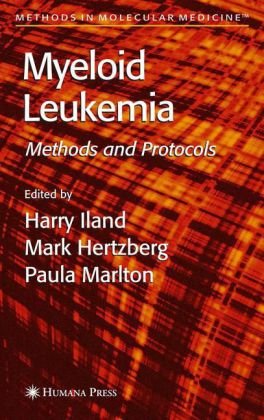 METHODS IN MOLECULAR MEDICINE™
Myeloid
Leukemia
Methods and Protocols
Edited by
Harry Iland
Mark Hertzberg
Paula Marlton
HUMANA PRESS